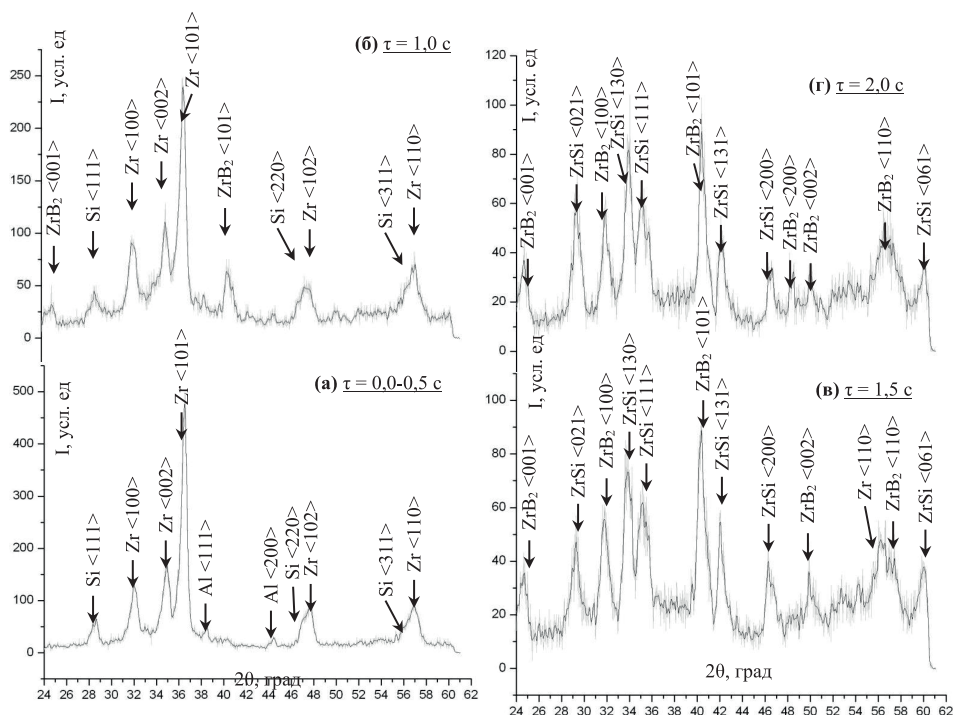 (б) τ = 1,0 с
I, усл. ед
250
200
150
100
50
0
ZrB₂ <001>
Si <111>
Zr <100>
Zr <002>
Zr <101>
ZrB₂ <101>
Si <220>
Zr <102>
Si <311>
Zr <110>
(г) τ = 2,0 с
I, усл. ед
120
100
80
60
40
20
0
ZrB₂ <001>
ZrSi <021>
ZrB₂ <100>
ZrSi <130>
ZrSi <111>
ZrB₂ <101>
ZrSi <131>
ZrSi <200>
ZrB₂ <200>
ZrB₂ <002>
ZrB₂ <110>
ZrSi <061>
(а) τ = 0,0-0,5 с
I, усл. ед
500
400
300
200
100
0
Si <111>
Zr <100>
Zr <002>
Zr <101>
Al <111>
Al <200>
Si <220>
Zr <102>
Si <311>
Zr <110>
2θ, град
24 26 28 30 32 34 36 38 40 42 44 46 48 50 52 54 56 58 60 62
(в) τ = 1,5 с
I, усл. ед
100
80
60
40
20
0
ZrB₂ <001>
ZrSi <021>
ZrB₂ <100>
ZrSi <130>
ZrSi <111>
ZrB₂ <101>
ZrSi <131>
ZrSi <200>
ZrB₂ <002>
Zr <110>
ZrB₂ <110>
ZrSi <061>
2θ, град
24 26 28 30 32 34 36 38 40 42 44 46 48 50 52 54 56 58 60 62